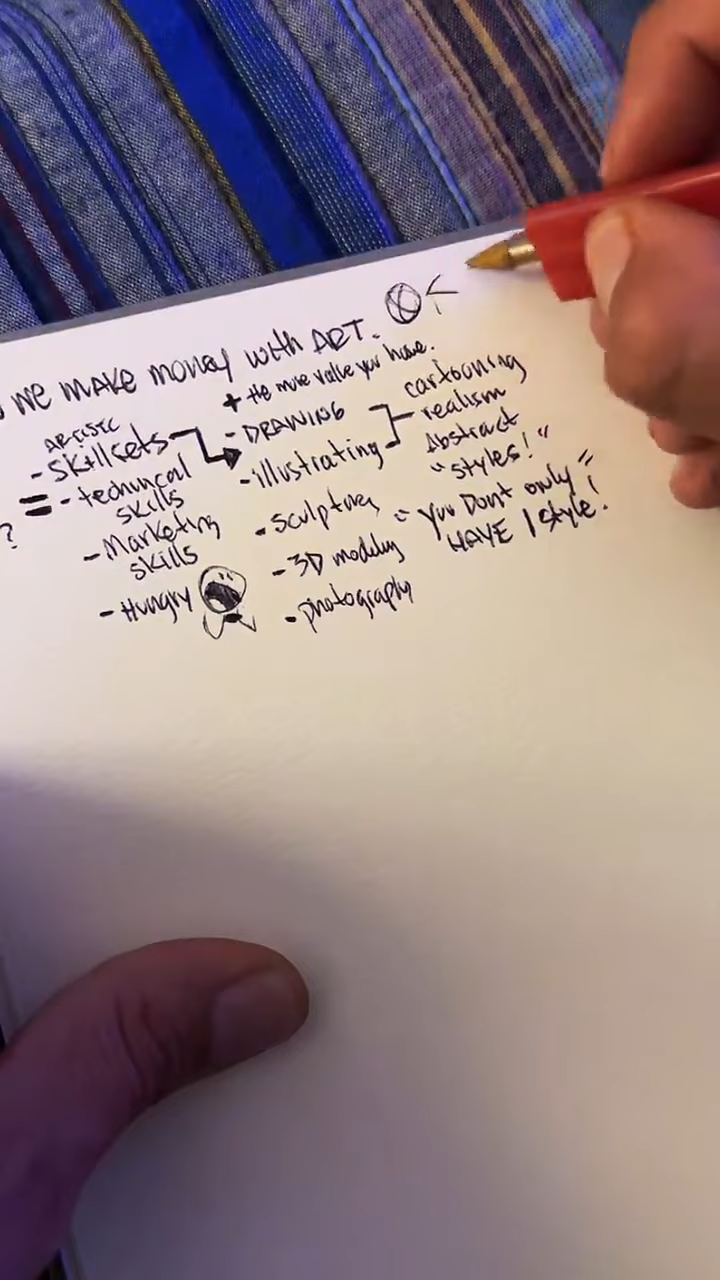 WE MAKE MONEY WITH ART.
+ the more value you have.
ARTISTIC
- SKillsets
- DRAWING
cartooning
realism
Abstract
"styles!"
= - technical
skills
- illustrating
- Marketing
skills
- sculpture
= you Don't only =
HAVE 1 style!
- 3D modeling
- Hungry
- photography
?